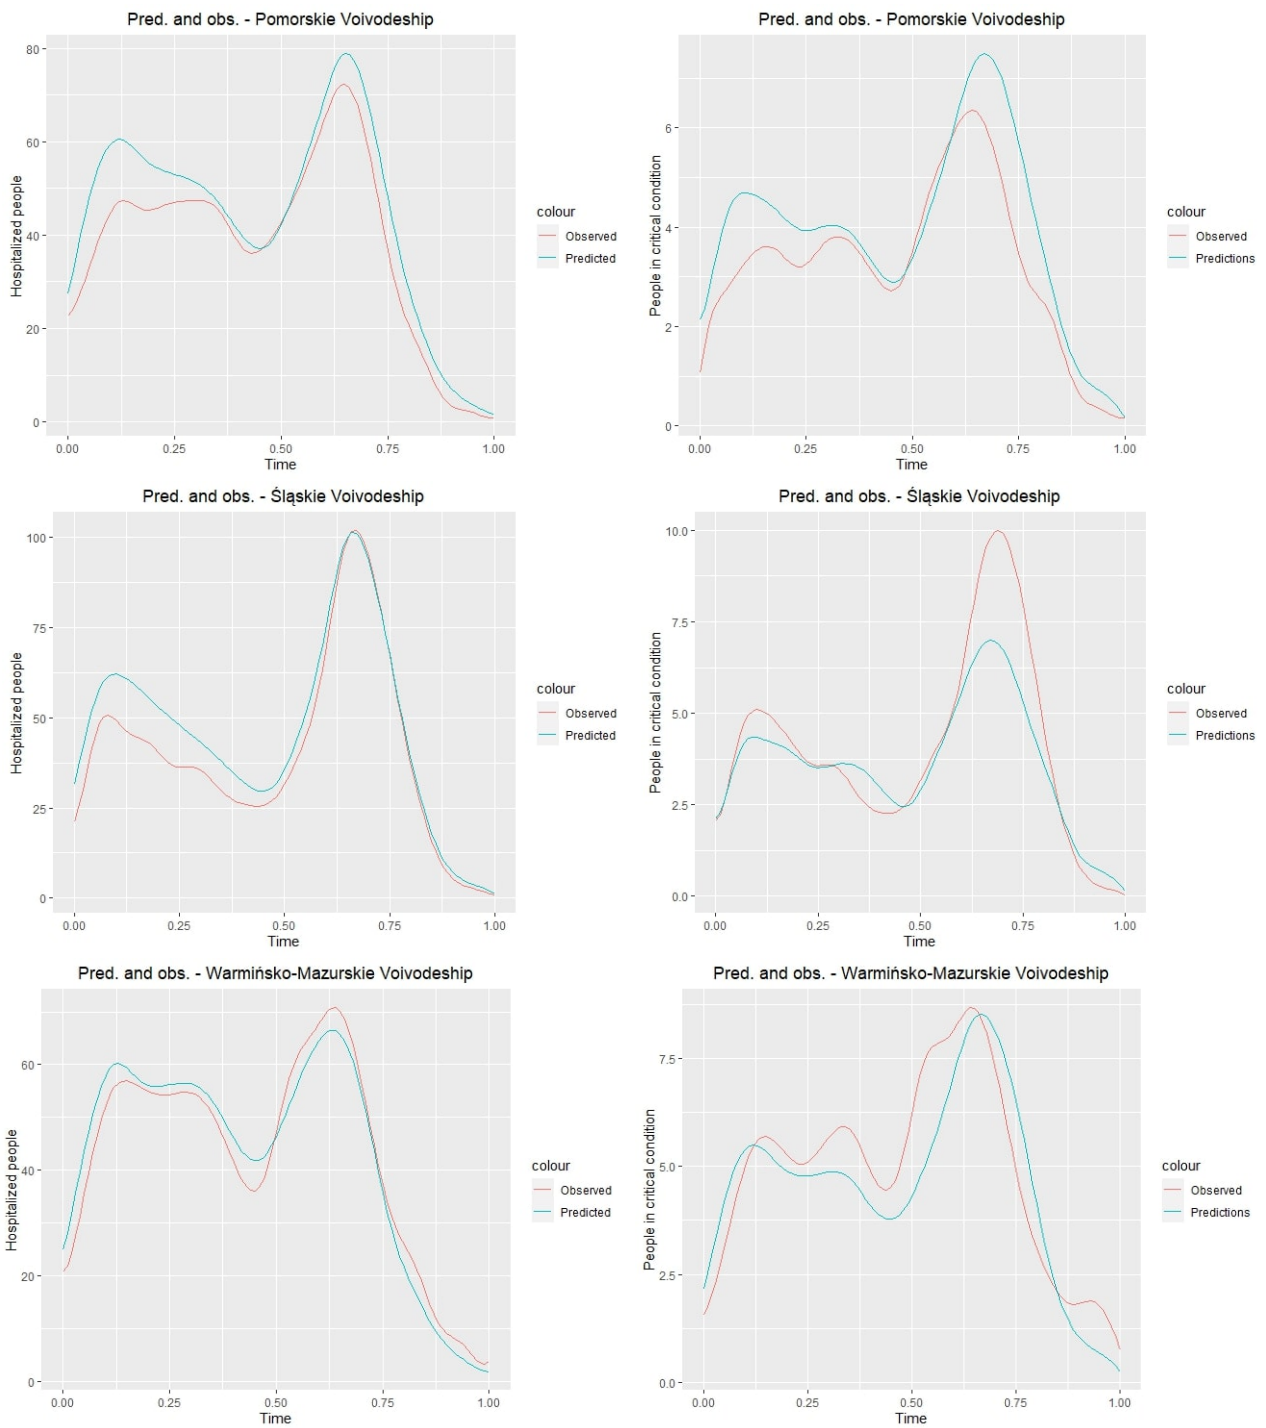 Pred. and obs. - Pomorskie Voivodeship
Hospitalized people
80
60
40
20
0
0.00 0.25 0.50 0.75 1.00
Time
colour
Observed
Predicted
Pred. and obs. - Pomorskie Voivodeship
People in critical condition
6
4
2
0
0.00 0.25 0.50 0.75 1.00
Time
colour
Observed
Predictions
Pred. and obs. - Śląskie Voivodeship
Hospitalized people
100
75
50
25
0
0.00 0.25 0.50 0.75 1.00
Time
colour
Observed
Predicted
Pred. and obs. - Śląskie Voivodeship
People in critical condition
10.0
7.5
5.0
2.5
0.0
0.00 0.25 0.50 0.75 1.00
Time
colour
Observed
Predictions
Pred. and obs. - Warmińsko-Mazurskie Voivodeship
Hospitalized people
60
40
20
0
0.00 0.25 0.50 0.75 1.00
Time
colour
Observed
Predicted
Pred. and obs. - Warmińsko-Mazurskie Voivodeship
People in critical condition
7.5
5.0
2.5
0.0
0.00 0.25 0.50 0.75 1.00
Time
colour
Observed
Predictions